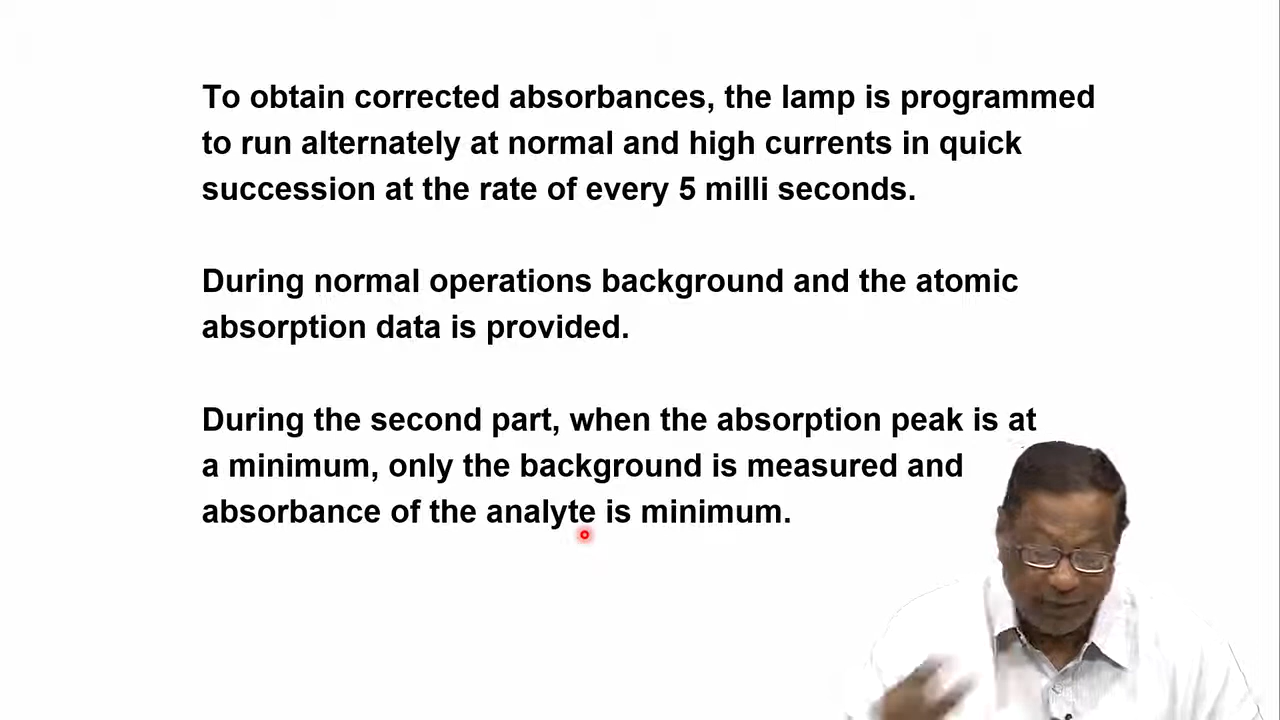 To obtain corrected absorbances, the lamp is programmed
to run alternately at normal and high currents in quick
succession at the rate of every 5 milli seconds.
During normal operations background and the atomic
absorption data is provided.
During the second part, when the absorption peak is at
a minimum, only the background is measured and
absorbance of the analyte is minimum.